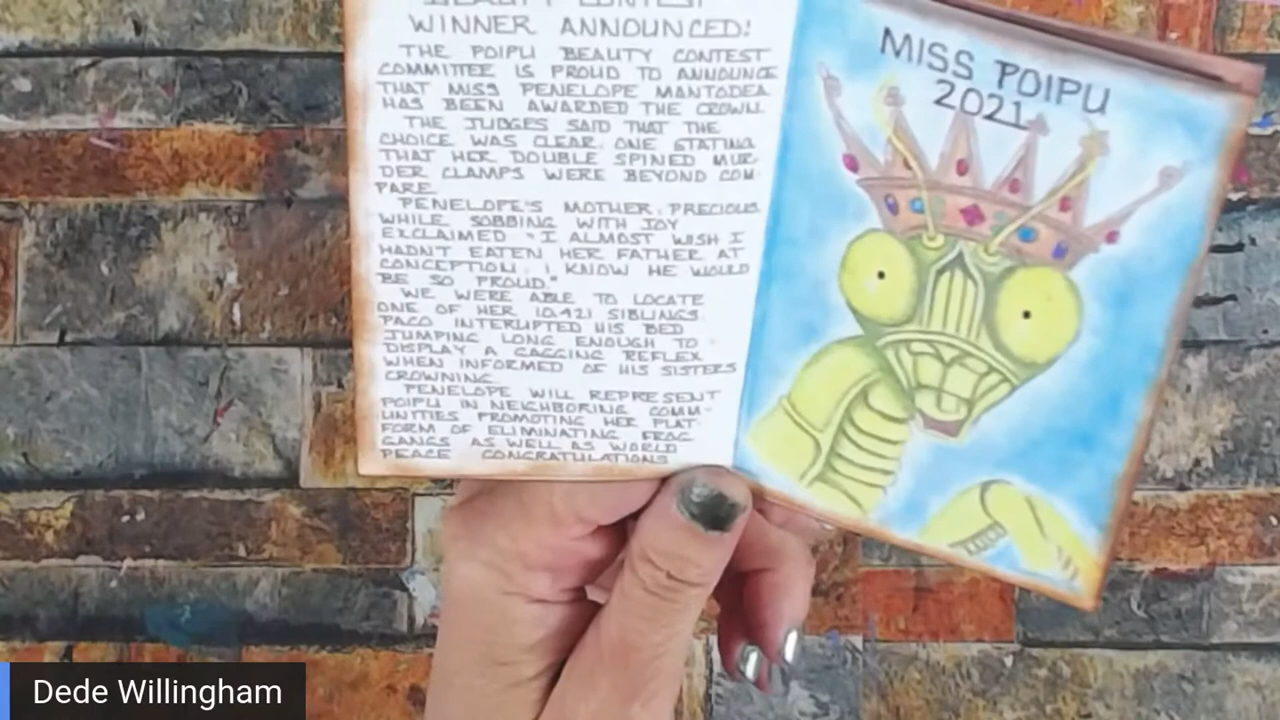 BEAUTY CONTEST
WINNER ANNOUNCED!
THE POIPU BEAUTY CONTEST
COMMITTEE IS PROUD TO ANNOUNCE
THAT MISS PENELOPE MANTODEA
HAS BEEN AWARDED THE CROWN.
THE JUDGES SAID THAT THE
CHOICE WAS CLEAR. ONE STATING
THAT HER DOUBLE SPINED MUR-
DER CLAMPS WERE BEYOND COM-
PARE.
PENELOPE'S MOTHER, PRECIOUS
WHILE SOBBING WITH JOY
EXCLAIMED "I ALMOST WISH I
HADN'T EATEN HER FATHER AT
CONCEPTION. I KNOW HE WOULD
BE SO PROUD."
WE WERE ABLE TO LOCATE
ONE OF HER 10,421 SIBLINGS.
PACO INTERUPTED HIS BED
JUMPING LONG ENOUGH TO
DISPLAY A GAGGING REFLEX
WHEN INFORMED OF HIS SISTERS
CROWNING.
PENELOPE WILL REPRESENT
POIPU IN NEIGHBORING COMM-
UNITIES PROMOTING HER PLAT-
FORM OF ELIMINATING FROG
GANGS AS WELL AS WORLD
PEACE CONGRATULATIONS
MISS POIPU
2021
Dede Willingham